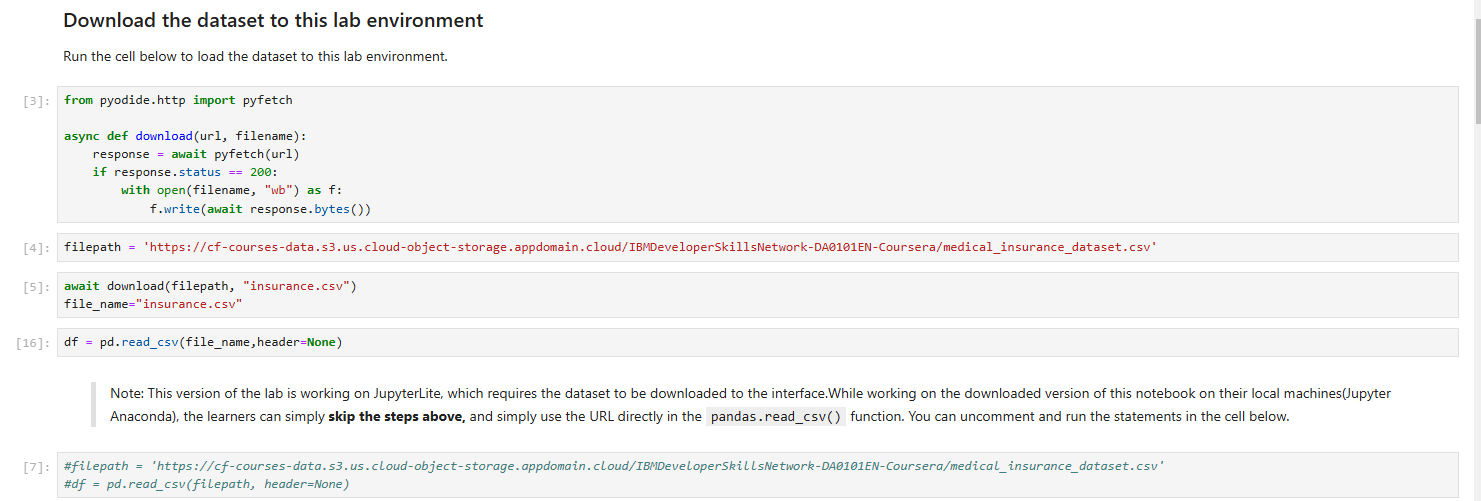 Download the dataset to this lab environment
Run the cell below to load the dataset to this lab environment.
[3]: from pyodide.http import pyfetch
async def download(url, filename):
    response = await pyfetch(url)
    if response.status == 200:
        with open(filename, "wb") as f:
            f.write(await response.bytes())
[4]: filepath = 'https://cf-courses-data.s3.us.cloud-object-storage.appdomain.cloud/IBMDeveloperSkillsNetwork-DA0101EN-Coursera/medical_insurance_dataset.csv'
[5]: await download(filepath, "insurance.csv")
file_name="insurance.csv"
[16]: df = pd.read_csv(file_name,header=None)
Note: This version of the lab is working on JupyterLite, which requires the dataset to be downloaded to the interface.While working on the downloaded version of this notebook on their local machines(Jupyter
Anaconda), the learners can simply skip the steps above, and simply use the URL directly in the pandas.read_csv() function. You can uncomment and run the statements in the cell below.
[7]: #filepath = 'https://cf-courses-data.s3.us.cloud-object-storage.appdomain.cloud/IBMDeveloperSkillsNetwork-DA0101EN-Coursera/medical_insurance_dataset.csv'
#df = pd.read_csv(filepath, header=None)